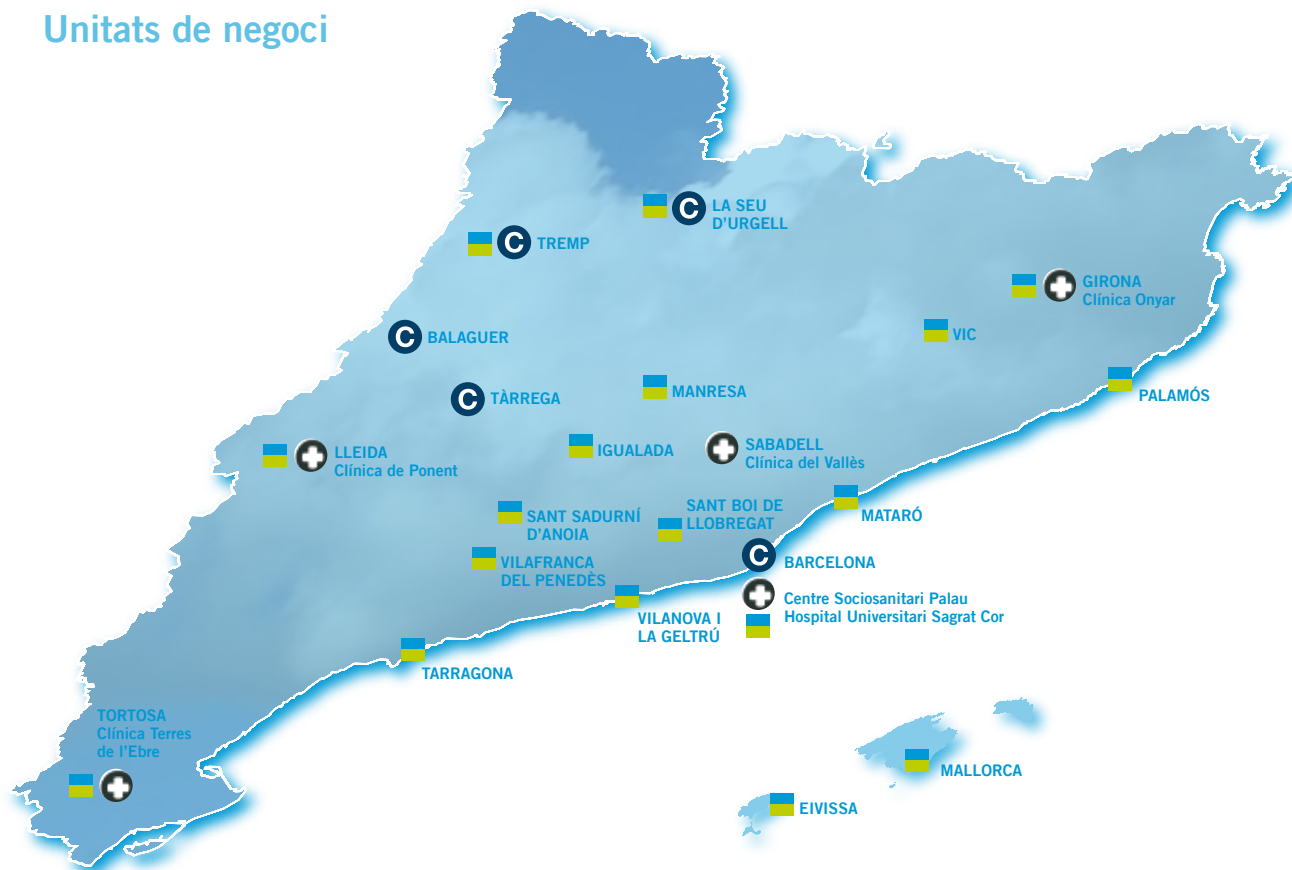 Unitats de negoci
C
LA SEU
D'URGELL
C
TREMP
GIRONA
Clínica Onyar
C
BALAGUER
VIC
C
TÀRREGA
MANRESA
PALAMÓS
LLEIDA
Clínica de Ponent
IGUALADA
SABADELL
Clínica del Vallès
SANT SADURNÍ
D'ANOIA
SANT BOI DE
LLOBREGAT
MATARÓ
VILAFRANCA
DEL PENEDÈS
C
BARCELONA
Centre Sociosanitari Palau
Hospital Universitari Sagrat Cor
VILANOVA I
LA GELTRÚ
TARRAGONA
TORTOSA
Clínica Terres
de l'Ebre
MALLORCA
EIVISSA